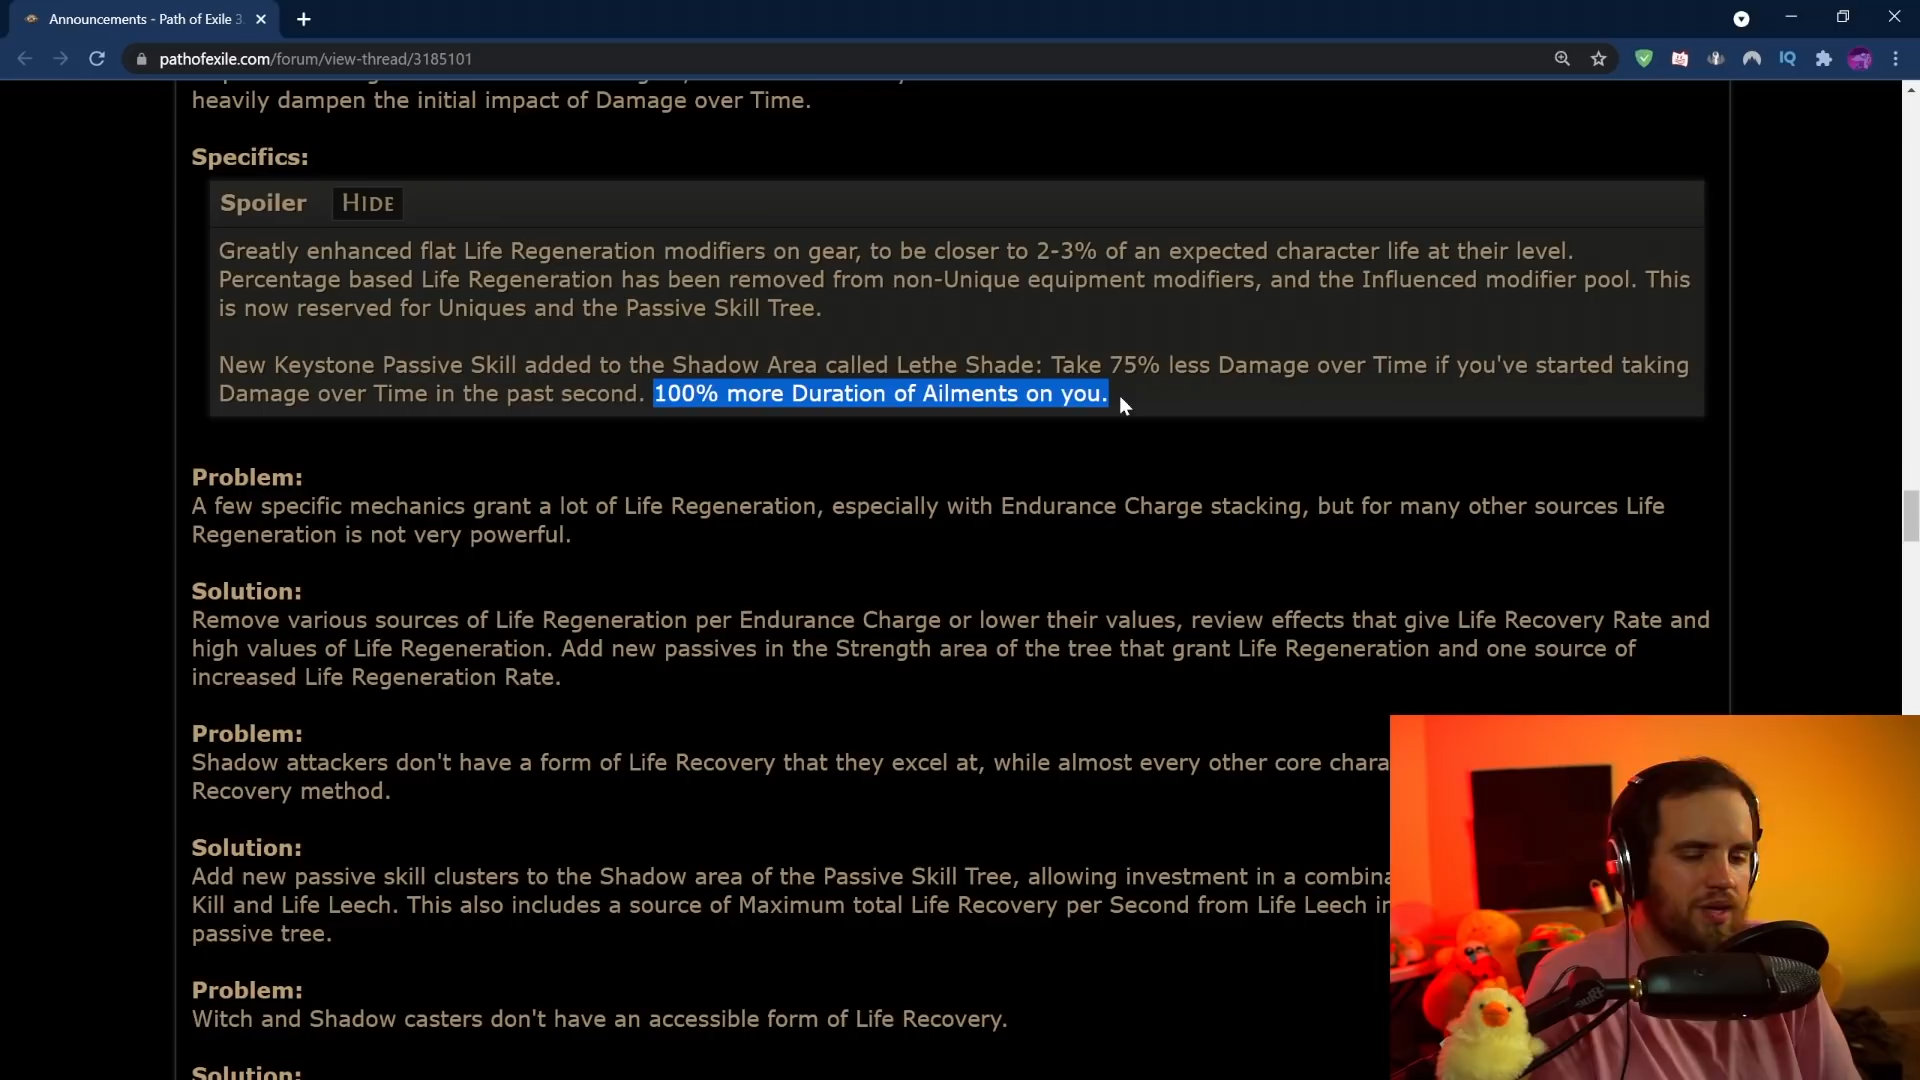 Announcements - Path of Exile 3
pathofexile.com/forum/view-thread/3185101
IQ
heavily dampen the initial impact of Damage over Time.
Specifics:
Spoiler HIDE
Greatly enhanced flat Life Regeneration modifiers on gear, to be closer to 2-3% of an expected character life at their level.
Percentage based Life Regeneration has been removed from non-Unique equipment modifiers, and the Influenced modifier pool. This
is now reserved for Uniques and the Passive Skill Tree.
New Keystone Passive Skill added to the Shadow Area called Lethe Shade: Take 75% less Damage over Time if you've started taking
Damage over Time in the past second. 100% more Duration of Ailments on you.
Problem:
A few specific mechanics grant a lot of Life Regeneration, especially with Endurance Charge stacking, but for many other sources Life
Regeneration is not very powerful.
Solution:
Remove various sources of Life Regeneration per Endurance Charge or lower their values, review effects that give Life Recovery Rate and
high values of Life Regeneration. Add new passives in the Strength area of the tree that grant Life Regeneration and one source of
increased Life Regeneration Rate.
Problem:
Shadow attackers don't have a form of Life Recovery that they excel at, while almost every other core chara
Recovery method.
Solution:
Add new passive skill clusters to the Shadow area of the Passive Skill Tree, allowing investment in a combina
Kill and Life Leech. This also includes a source of Maximum total Life Recovery per Second from Life Leech i
passive tree.
Problem:
Witch and Shadow casters don't have an accessible form of Life Recovery.
Solution: